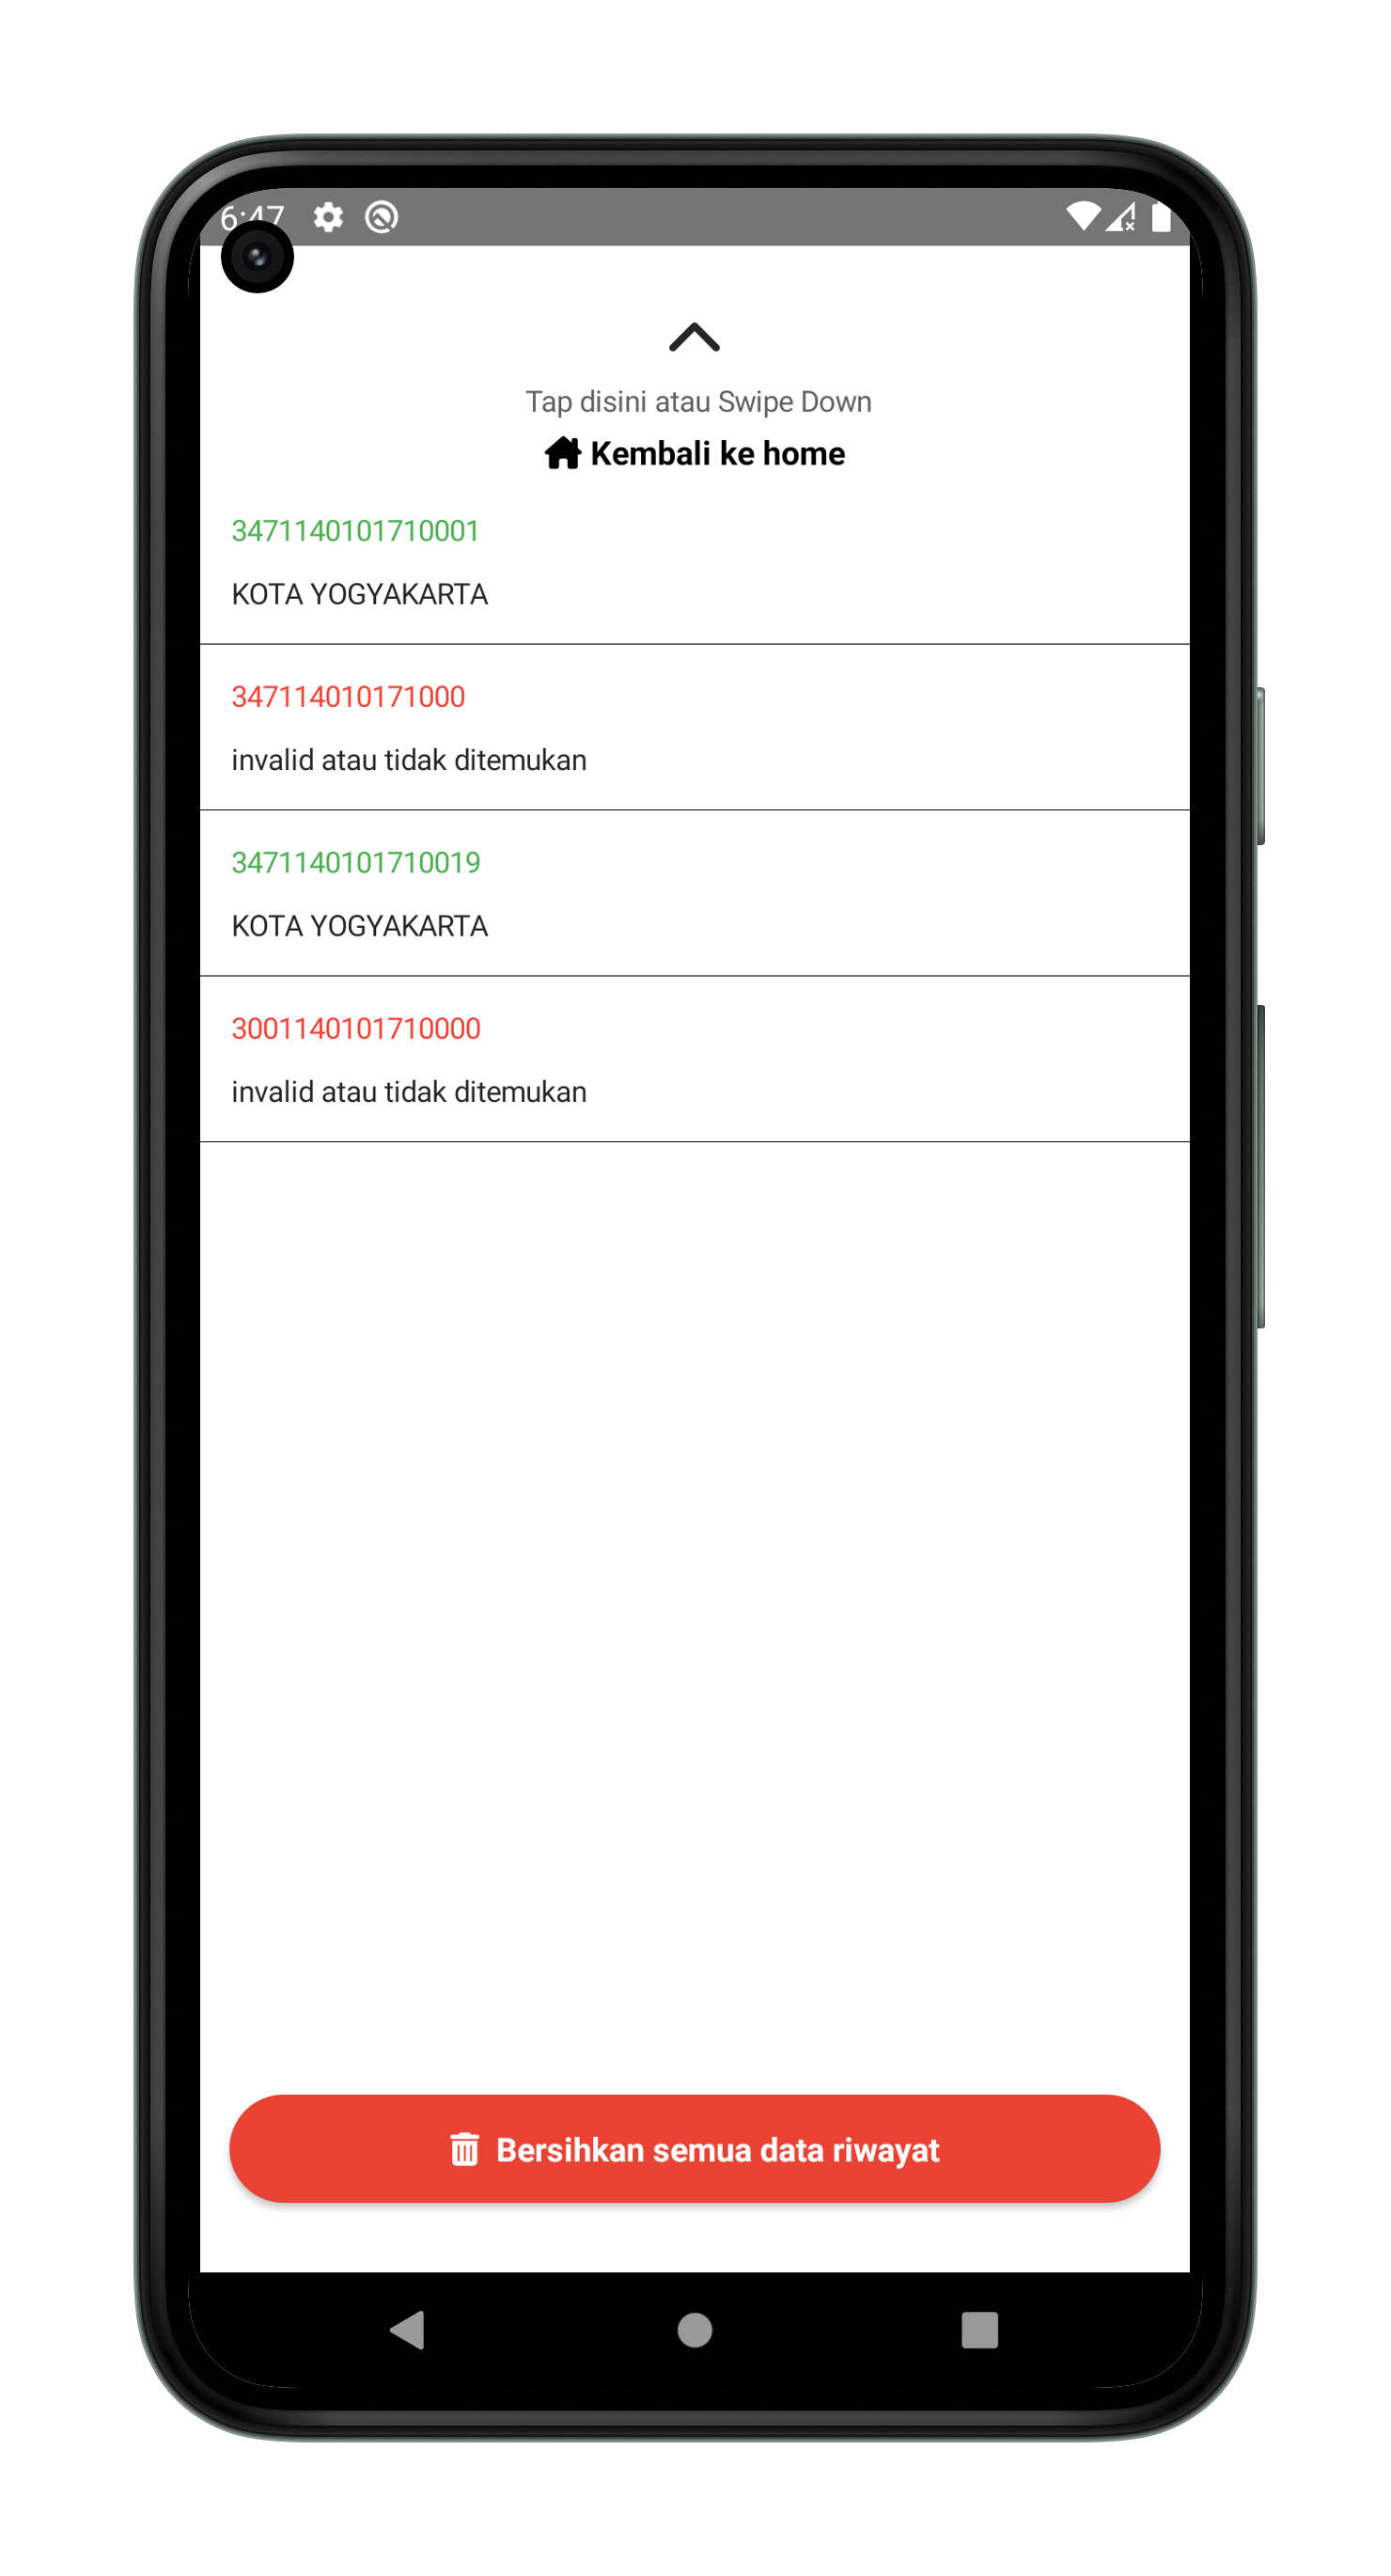 6:47
Tap disini atau Swipe Down
Kembali ke home
3471140101710001
KOTA YOGYAKARTA
347114010171000
invalid atau tidak ditemukan
3471140101710019
KOTA YOGYAKARTA
3001140101710000
invalid atau tidak ditemukan
Bersihkan semua data riwayat